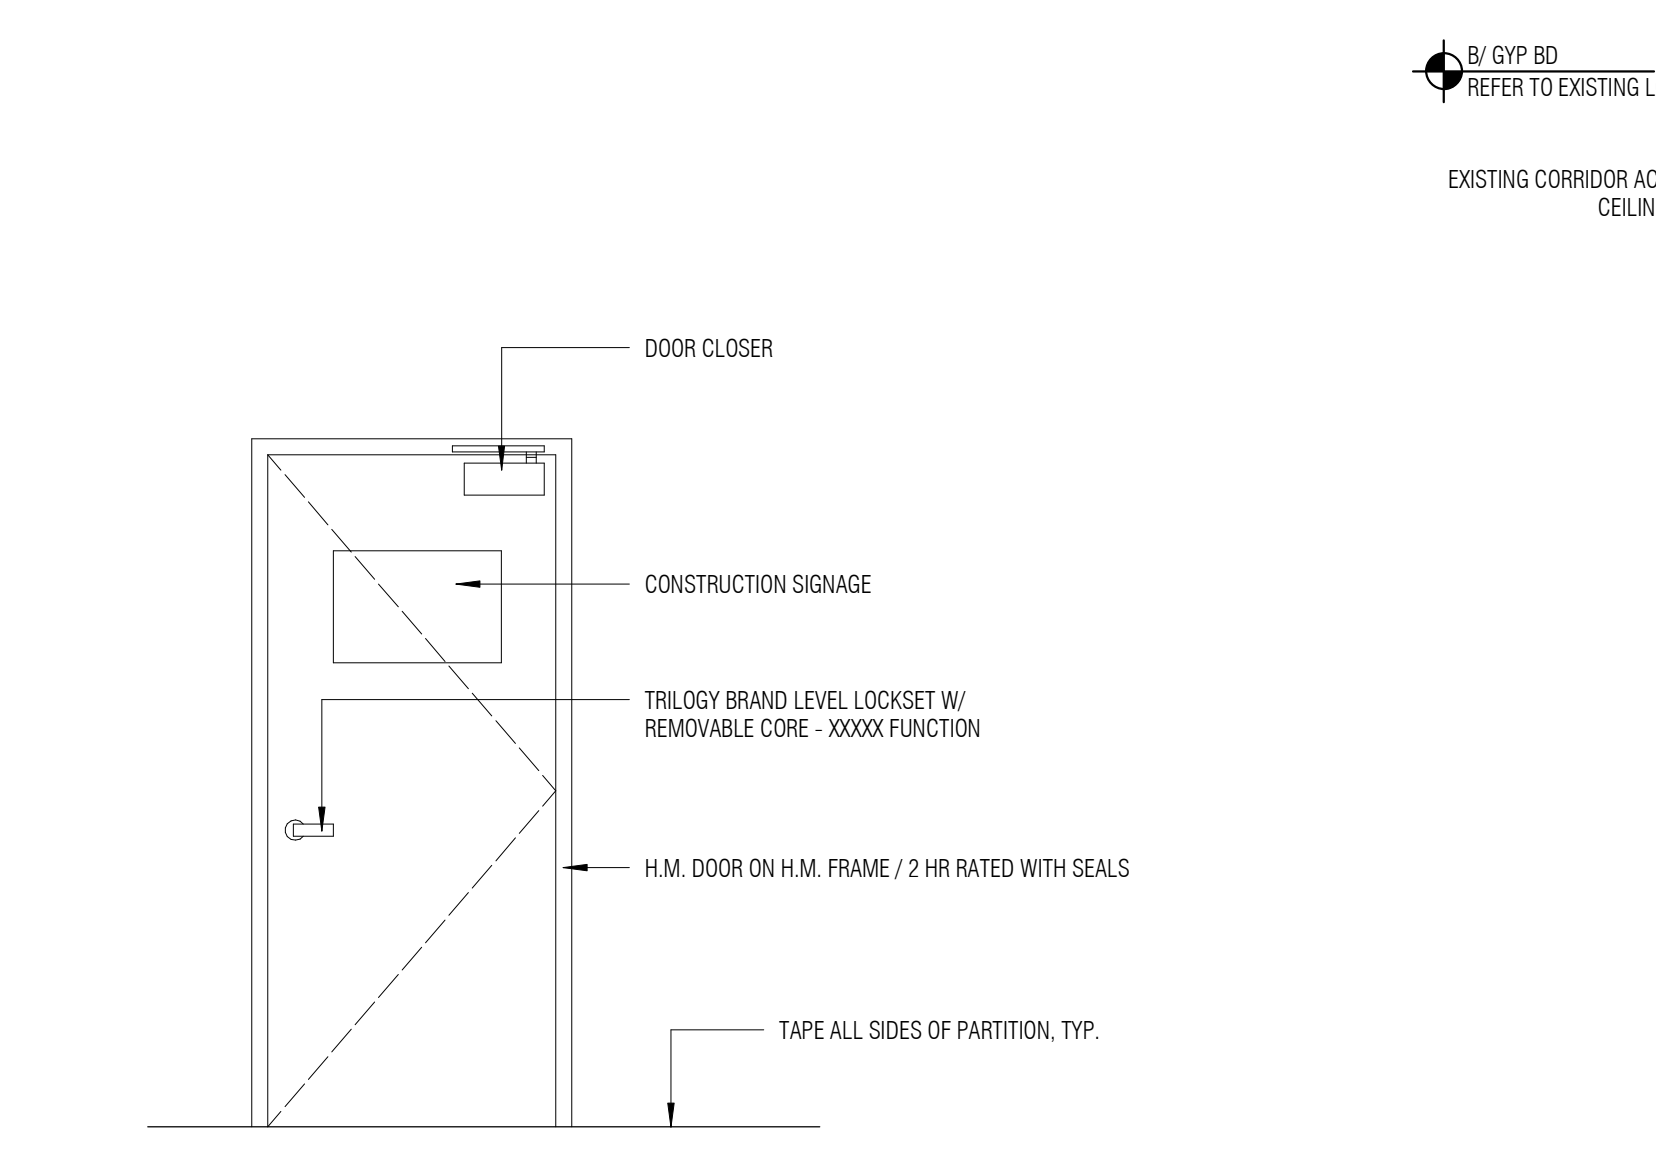 B/ GYP BD
REFER TO EXISTING L
EXISTING CORRIDOR AC
CEILIN
DOOR CLOSER
CONSTRUCTION SIGNAGE
TRILOGY BRAND LEVEL LOCKSET W/
REMOVABLE CORE - XXXXX FUNCTION
H.M. DOOR ON H.M. FRAME / 2 HR RATED WITH SEALS
TAPE ALL SIDES OF PARTITION, TYP.